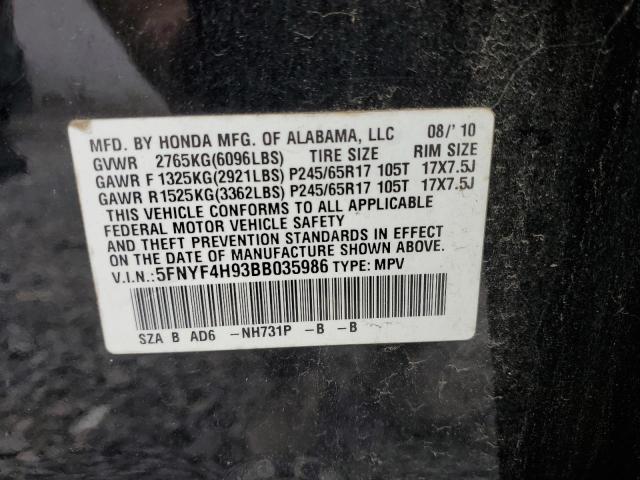 MFD. BY HONDA MFG. OF ALABAMA, LLC 08/'10
GVWR 2765KG(6096LBS) TIRE SIZE RIM SIZE
GAWR F 1325KG(2921LBS) P245/65R17 105T 17X7.5J
GAWR R1525KG(3362LBS) P245/65R17 105T 17X7.5J
THIS VEHICLE CONFORMS TO ALL APPLICABLE
FEDERAL MOTOR VEHICLE SAFETY
AND THEFT PREVENTION STANDARDS IN EFFECT
ON THE DATE OF MANUFACTURE SHOWN ABOVE.
V.I.N.:5FNYF4H93BB035986 TYPE: MPV
SZA B AD6 -NH731P -B -B